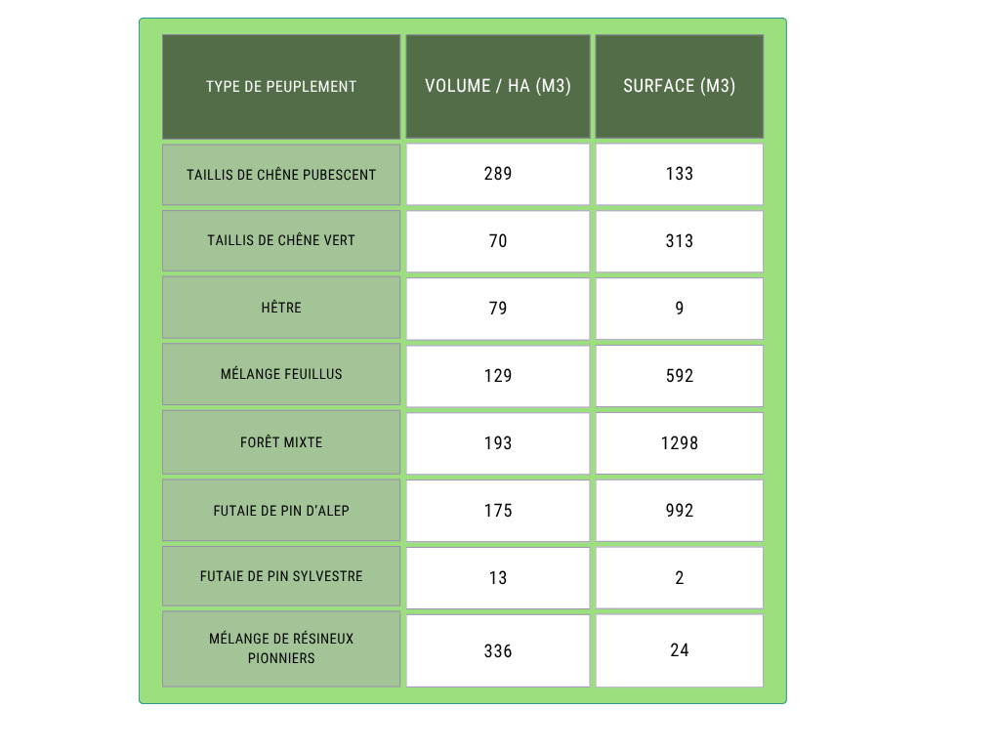 TYPE DE PEUPLEMENT VOLUME / HA (M3) SURFACE (M3)
TAILLIS DE CHÊNE PUBESCENT 289 133
TAILLIS DE CHÊNE VERT 70 313
HÊTRE 79 9
MÉLANGE FEUILLUS 129 592
FORÊT MIXTE 193 1298
FUTAIE DE PIN D'ALEP 175 992
FUTAIE DE PIN SYLVESTRE 13 2
MÉLANGE DE RÉSINEUX
PIONNIERS 336 24